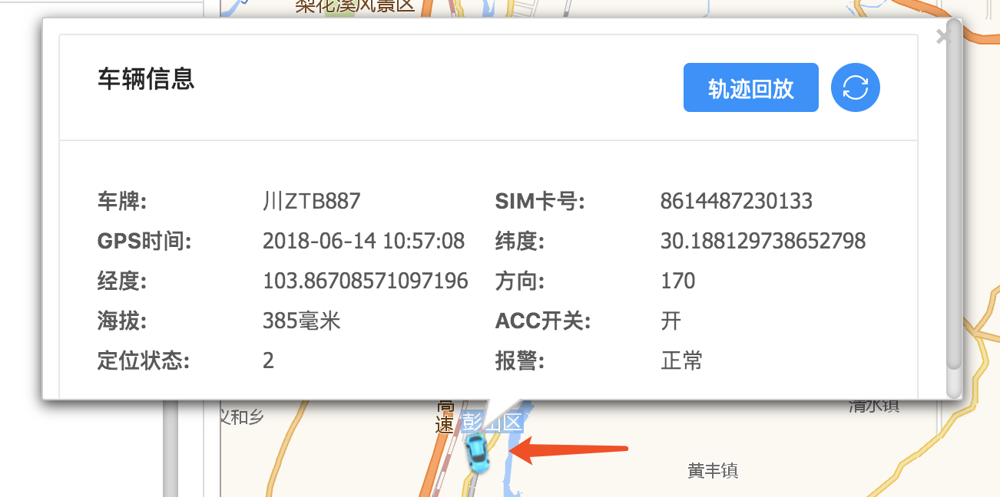 梨花溪风景区
车辆信息
轨迹回放
车牌: 川ZTB887 SIM卡号: 8614487230133
GPS时间: 2018-06-14 10:57:08 纬度: 30.188129738652798
经度: 103.86708571097196 方向: 170
海拔: 385毫米 ACC开关: 开
定位状态: 2 报警: 正常
义和乡
高速
彭山区
清水镇
黄丰镇